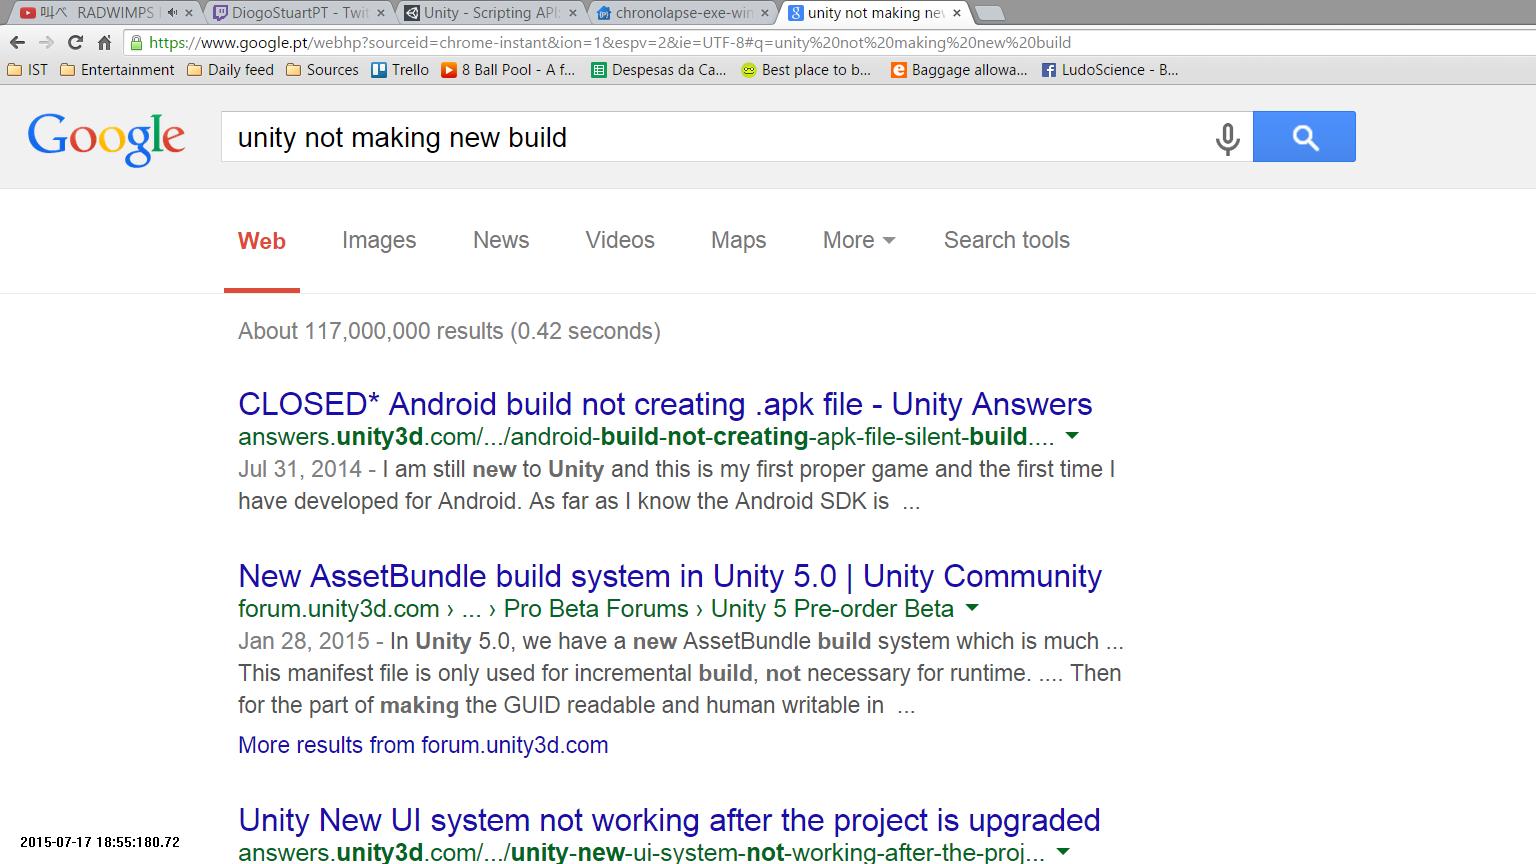 叫べ RADWIMPS
DiogoStuartPT - Twit
Unity - Scripting API:
chronolapse-exe-win
unity not making new
https://www.google.pt/webhp?sourceid=chrome-instant&ion=1&espv=2&ie=UTF-8#q=unity%20not%20making%20new%20build
IST
Entertainment
Daily feed
Sources
Trello
8 Ball Pool - A f...
Despesas da Ca...
Best place to b...
Baggage allowa...
LudoScience - B...
Google
unity not making new build
Web
Images
News
Videos
Maps
More
Search tools
About 117,000,000 results (0.42 seconds)
CLOSED* Android build not creating .apk file - Unity Answers
answers.unity3d.com/.../android-build-not-creating-apk-file-silent-build....
Jul 31, 2014 - I am still new to Unity and this is my first proper game and the first time I
have developed for Android. As far as I know the Android SDK is ...
New AssetBundle build system in Unity 5.0 | Unity Community
forum.unity3d.com › ... › Pro Beta Forums › Unity 5 Pre-order Beta
Jan 28, 2015 - In Unity 5.0, we have a new AssetBundle build system which is much ...
This manifest file is only used for incremental build, not necessary for runtime. .... Then
for the part of making the GUID readable and human writable in ...
More results from forum.unity3d.com
Unity New UI system not working after the project is upgraded
answers.unity3d.com/.../unity-new-ui-system-not-working-after-the-proj...
2015-07-17 18:55:180.72